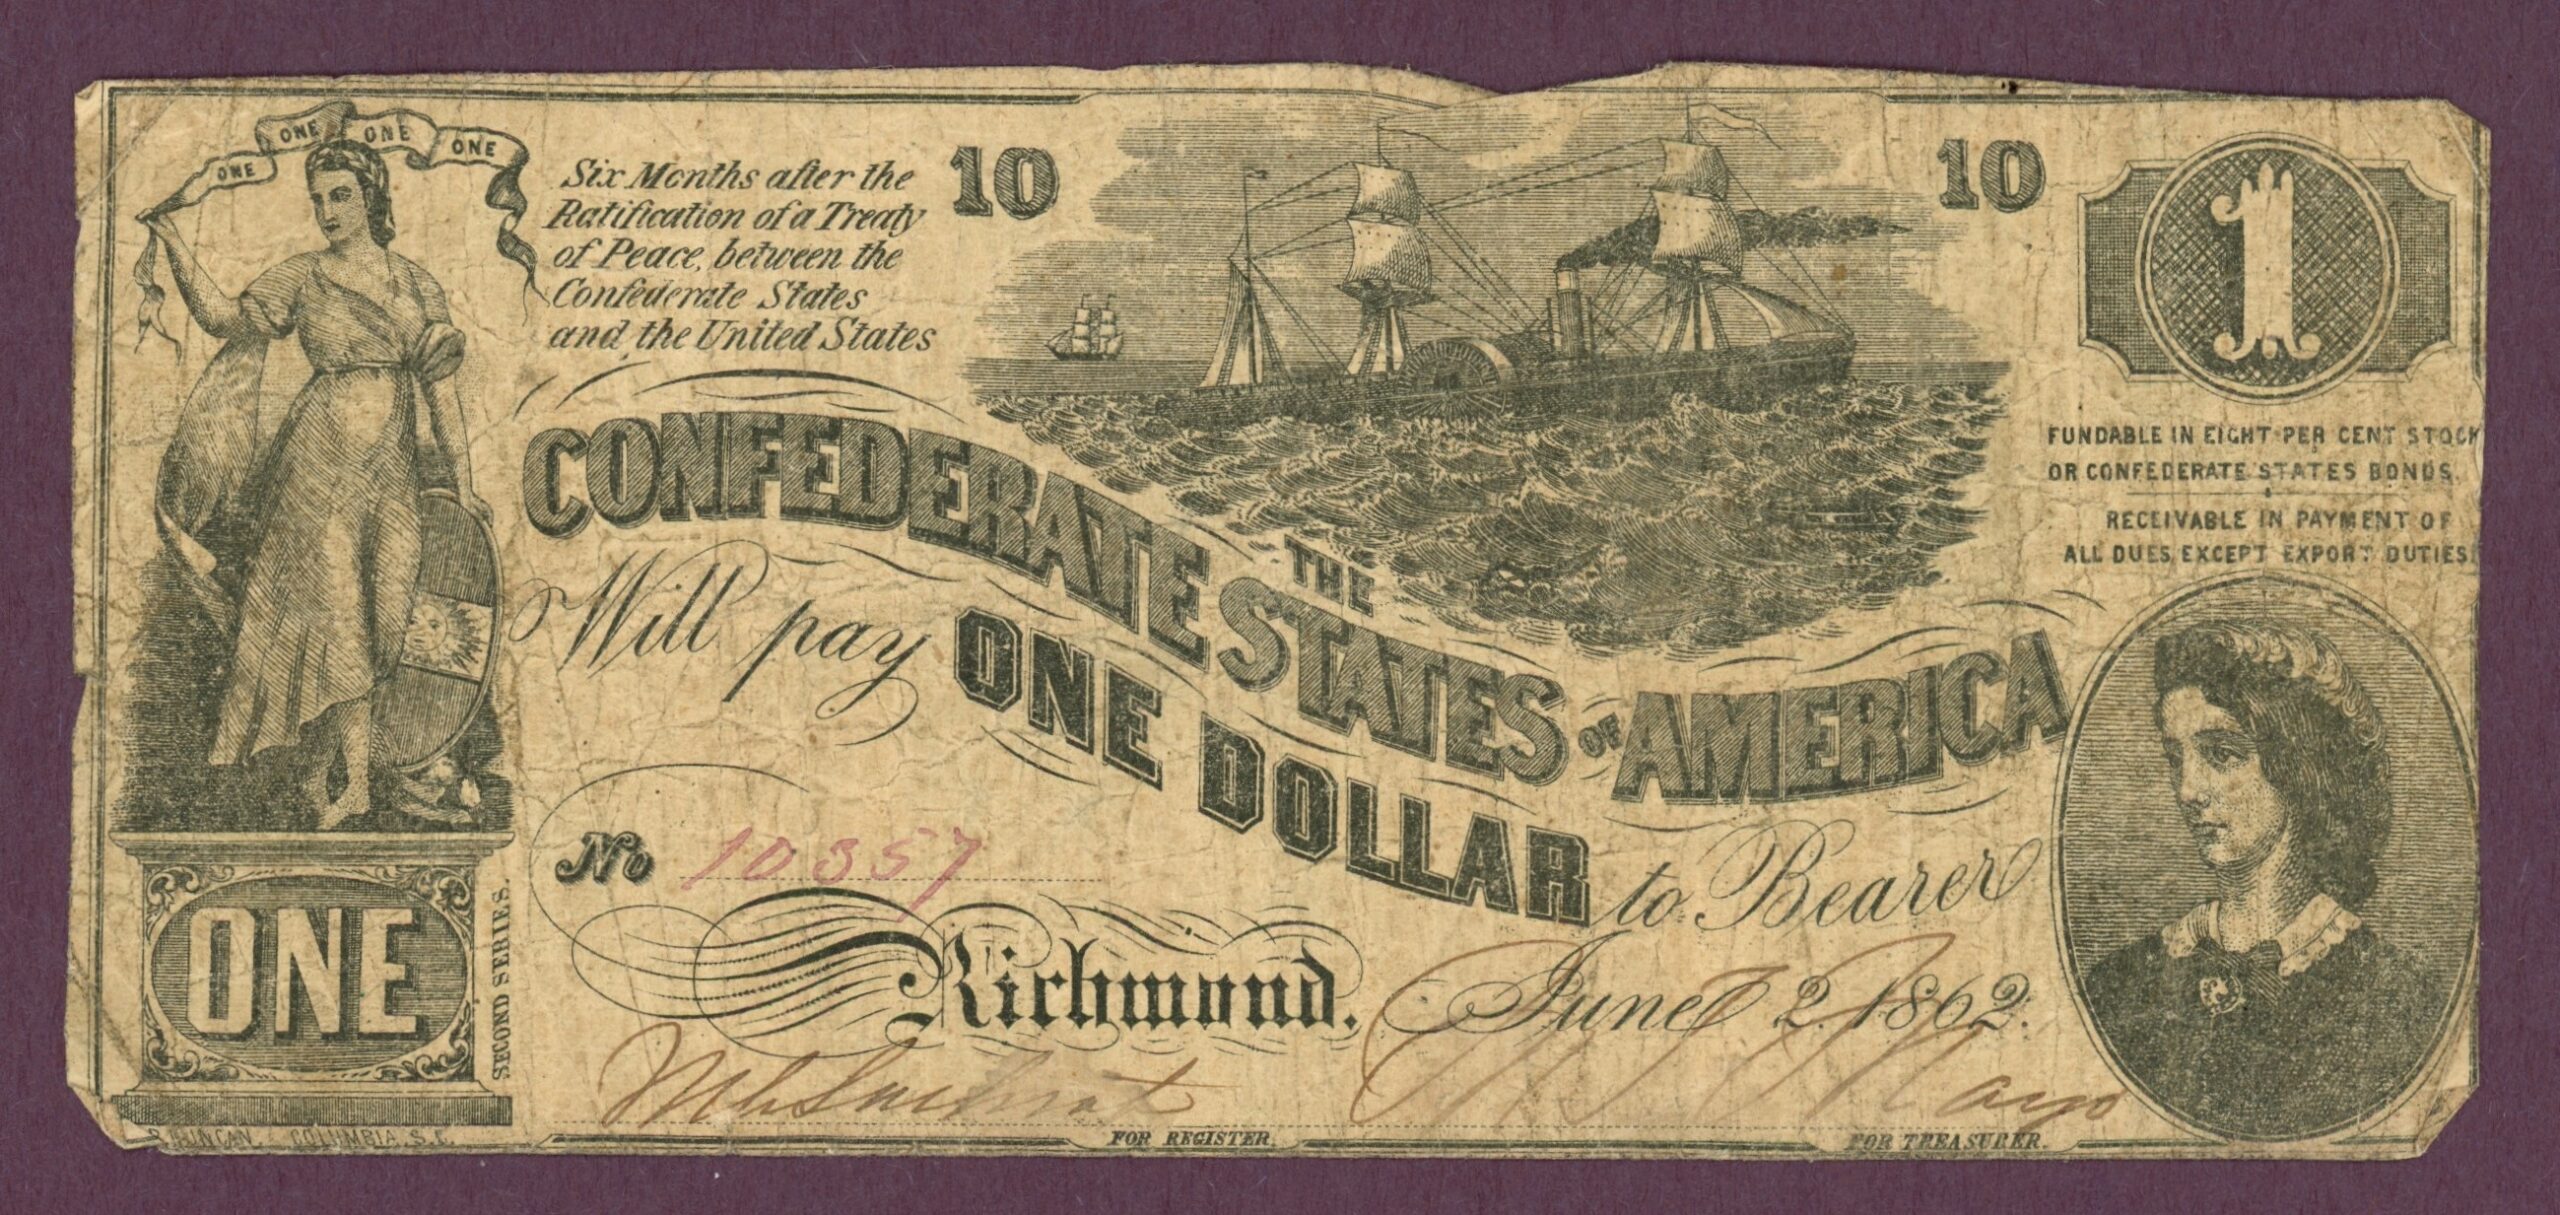 ONE ONE ONE ONE
Six Months after the
Ratification of a Treaty
of Peace, between the
Confederate States
and the United States
10
10
1
FUNDABLE IN EIGHT PER CENT STOCK
OR CONFEDERATE STATES BONDS.
RECEIVABLE IN PAYMENT OF
ALL DUES EXCEPT EXPORT DUTIES
THE
CONFEDERATE STATES OF AMERICA
Will pay ONE DOLLAR to Bearer
No 10357
Richmond. June 2. 1862.
ONE
SECOND SERIES.
Mayo
DUNCAN. COLUMBIA, S.C.
FOR REGISTER.
FOR TREASURER.